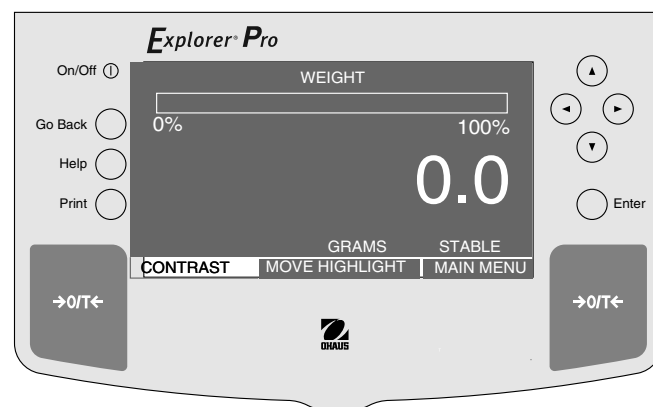 Explorer® Pro
On/Off
WEIGHT
Go Back
0% 100%
Help
0.0
Print
Enter
GRAMS STABLE
CONTRAST MOVE HIGHLIGHT MAIN MENU
→0/T← →0/T←
OHAUS